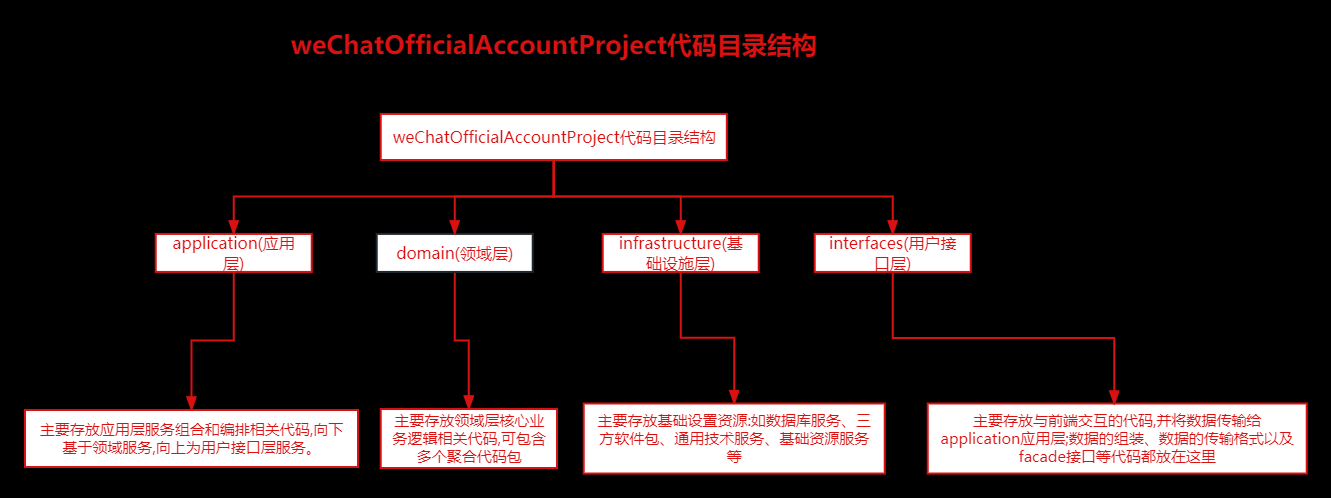 weChatOfficialAccountProject代码目录结构
weChatOfficialAccountProject代码目录结构
application(应用
层)
domain(领域层)
infrastructure(基
础设施层)
interfaces(用户接
口层)
主要存放应用层服务组合和编排相关代码,向下
基于领域服务,向上为用户接口层服务。
主要存放领域层核心业
务逻辑相关代码,可包含
多个聚合代码包
主要存放基础设置资源:如数据库服务、三
方软件包、通用技术服务、基础资源服务
等
主要存放与前端交互的代码,并将数据传输给
application应用层;数据的组装、数据的传输格式以及
facade接口等代码都放在这里